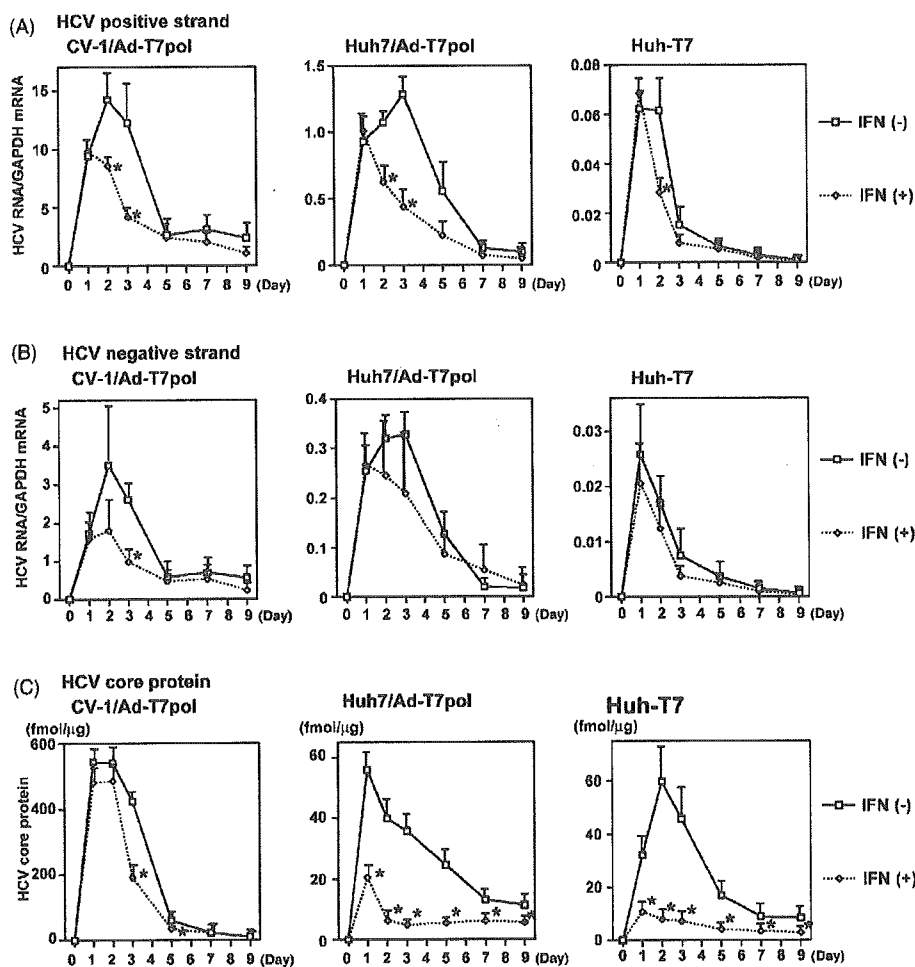 (A) HCV positive strand
CV-1/Ad-T7pol Huh7/Ad-T7pol Huh-T7
HCV RNA/GAPDH mRNA
15
10
5
0
1.5
1.0
0.5
0
0.08
0.06
0.04
0.02
0
0 1 2 3 4 5 6 7 8 9 (Day)
0 1 2 3 4 5 6 7 8 9 (Day)
0 1 2 3 4 5 6 7 8 9 (Day)
* *
* *
*
IFN (-)
IFN (+)
(B) HCV negative strand
CV-1/Ad-T7pol Huh7/Ad-T7pol Huh-T7
HCV RNA/GAPDH mRNA
5
4
3
2
1
0
0.4
0.3
0.2
0.1
0
0.03
0.02
0.01
0
0 1 2 3 4 5 6 7 8 9 (Day)
0 1 2 3 4 5 6 7 8 9 (Day)
0 1 2 3 4 5 6 7 8 9 (Day)
*
IFN (-)
IFN (+)
(C) HCV core protein
CV-1/Ad-T7pol Huh7/Ad-T7pol Huh-T7
(fmol/µg) (fmol/µg) (fmol/µg)
HCV core protein
600
400
200
0
60
40
20
0
80
60
40
20
0
0 1 2 3 4 5 6 7 8 9 (Day)
0 1 2 3 4 5 6 7 8 9 (Day)
0 1 2 3 4 5 6 7 8 9 (Day)
* *
* * * * * *
* * * * * *
IFN (-)
IFN (+)